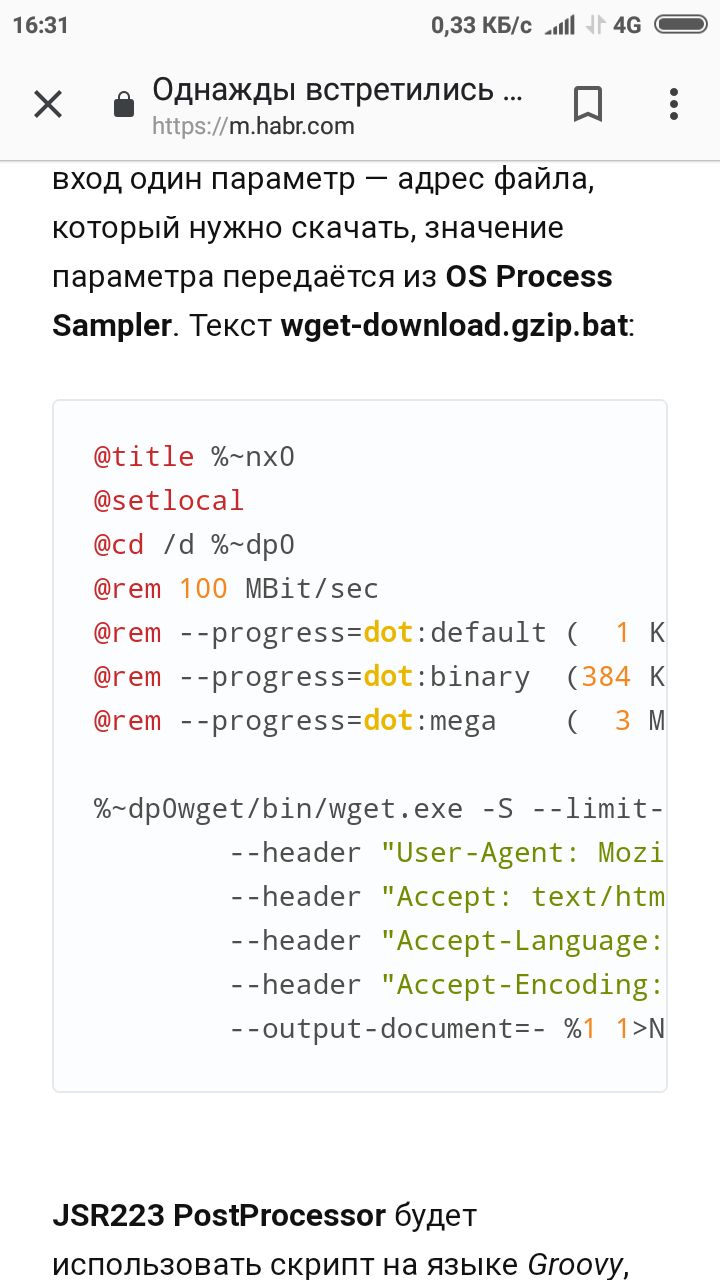 16:31 0,33 КБ/с 4G
Однажды встретились ...
https://m.habr.com
вход один параметр — адрес файла,
который нужно скачать, значение
параметра передаётся из OS Process
Sampler. Текст wget-download.gzip.bat:
@title %~nx0
@setlocal
@cd /d %~dp0
@rem 100 MBit/sec
@rem --progress=dot:default (  1 K
@rem --progress=dot:binary  (384 K
@rem --progress=dot:mega    (  3 M
%~dp0wget/bin/wget.exe -S --limit-
--header "User-Agent: Mozi
--header "Accept: text/htm
--header "Accept-Language:
--header "Accept-Encoding:
--output-document=- %1 1>N
JSR223 PostProcessor будет
использовать скрипт на языке Groovy,